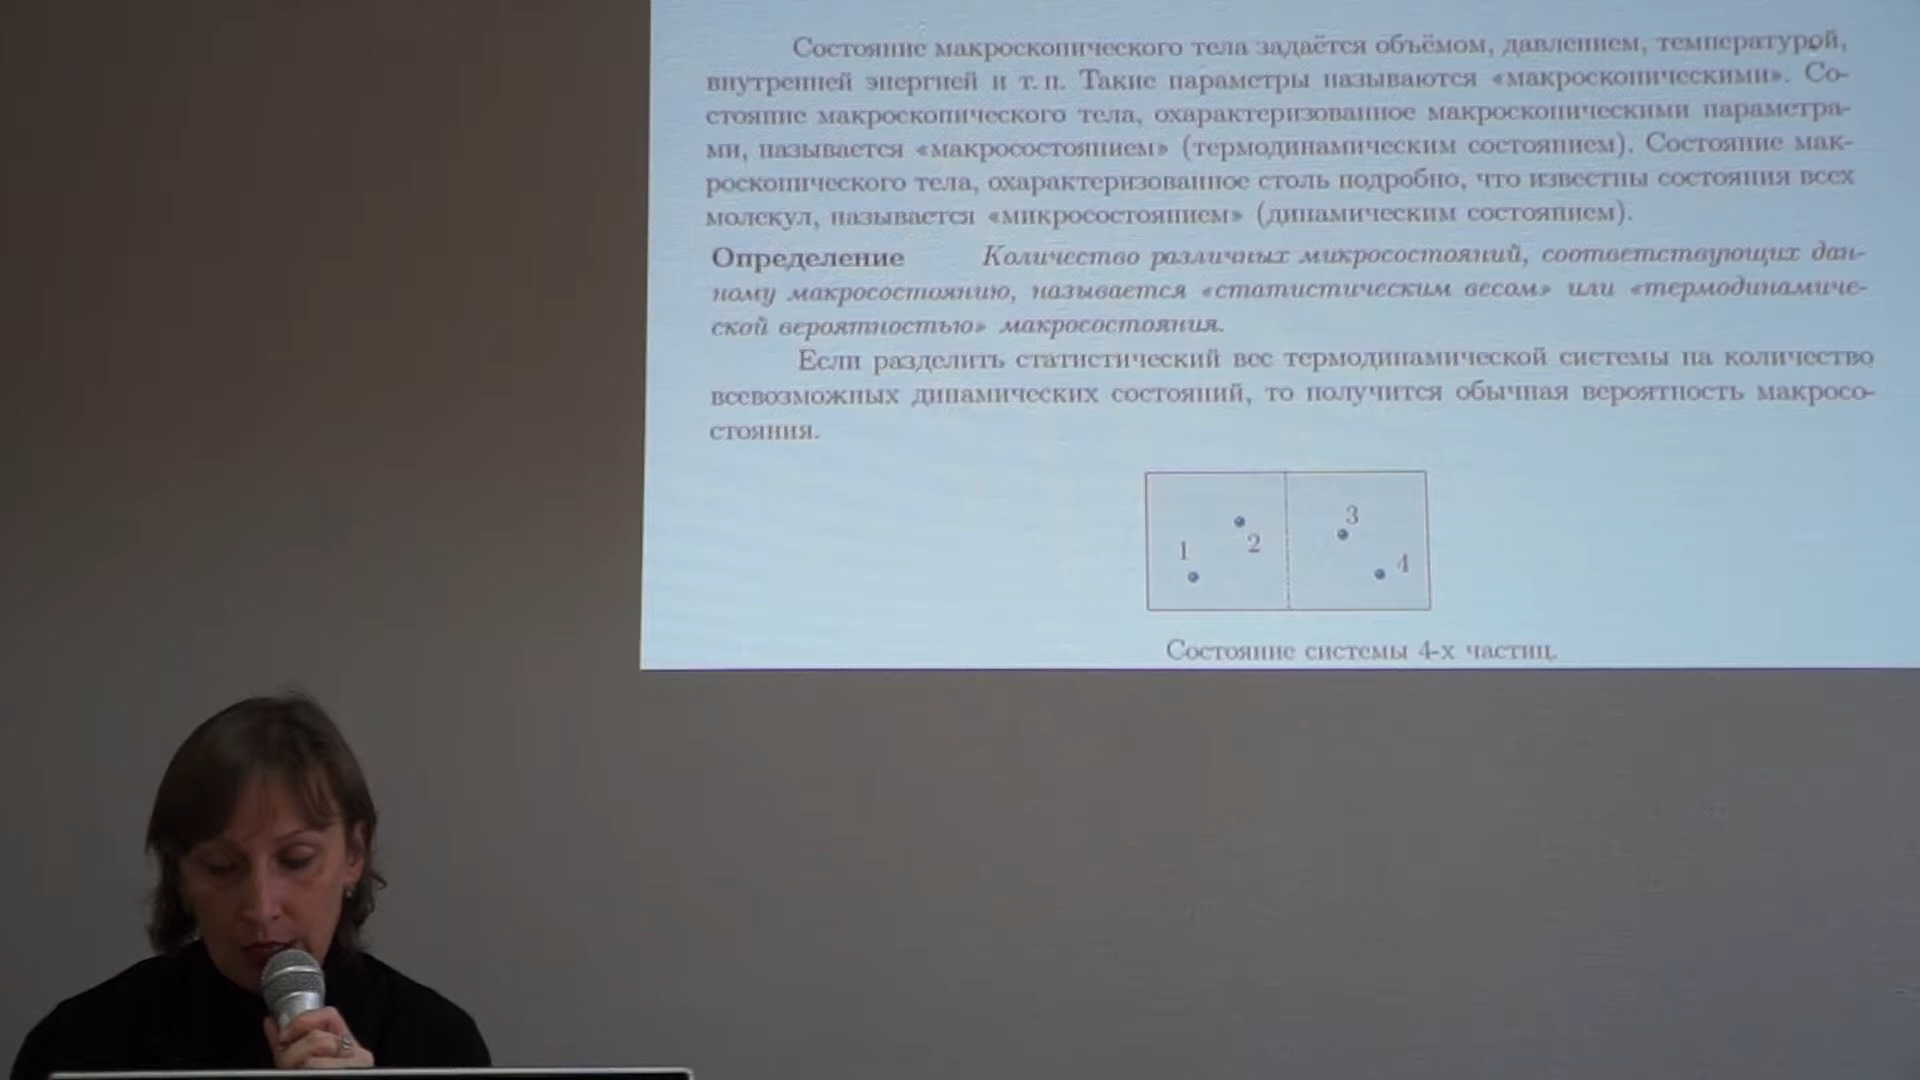 Состояние макроскопического тела задаётся объёмом, давлением, температурой,
внутренней энергией и т. п. Такие параметры называются «макроскопическими». Со-
стояние макроскопического тела, охарактеризованное макроскопическими параметра-
ми, называется «макросостоянием» (термодинамическим состоянием). Состояние мак-
роскопического тела, охарактеризованное столь подробно, что известны состояния всех
молекул, называется «микросостоянием» (динамическим состоянием).
Определение Количество различных микросостояний, соответствующих дан-
ному макросостоянию, называется «статистическим весом» или «термодинамиче-
ской вероятностью» макросостояния.
Если разделить статистический вес термодинамической системы на количество
всевозможных динамических состояний, то получится обычная вероятность макросо-
стояния.
3
1 2
4
Состояние системы 4-х частиц.